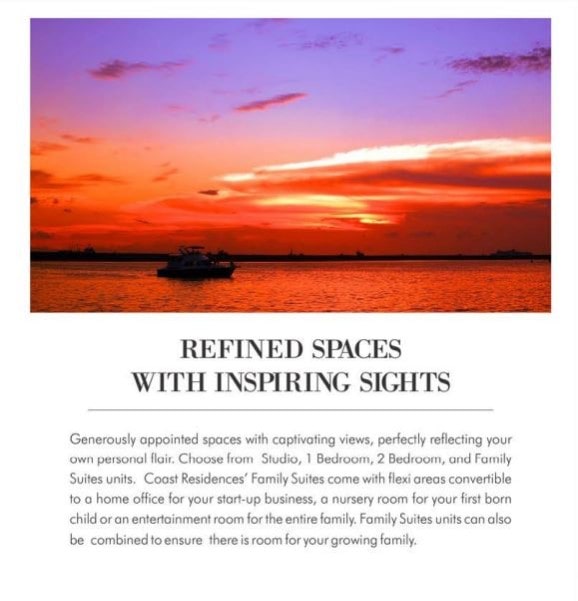 REFINED SPACES
WITH INSPIRING SIGHTS
Generously appointed spaces with captivating views, perfectly reflecting your
own personal flair. Choose from Studio, 1 Bedroom, 2 Bedroom, and Family
Suites units. Coast Residences' Family Suites come with flexi areas convertible
to a home office for your start-up business, a nursery room for your first born
child or an entertainment room for the entire family. Family Suites units can also
be combined to ensure there is room for your growing family.